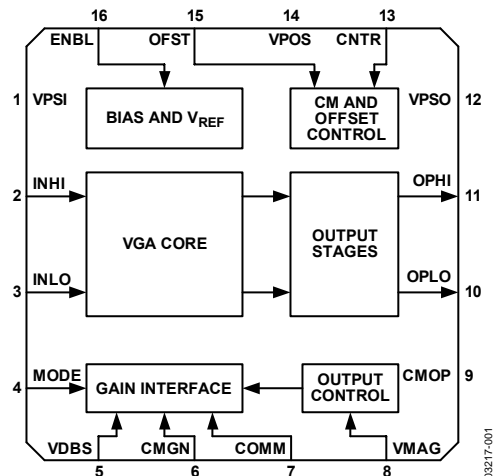 16 15 14 13
ENBL OFST VPOS CNTR
1 VPSI
BIAS AND VREF
CM AND
OFFSET
CONTROL
VPSO 12
2 INHI
OPHI 11
VGA CORE
OUTPUT
STAGES
3 INLO
OPLO 10
4 MODE
GAIN INTERFACE
OUTPUT
CONTROL
CMOP 9
VDBS CMGN COMM VMAG
5 6 7 8
03217-001